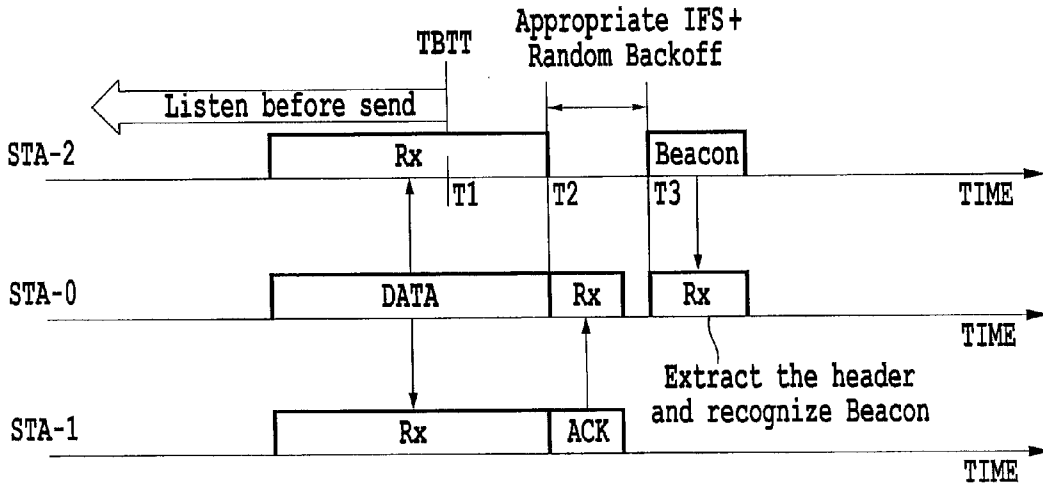 Appropriate IFS+
Random Backoff
TBTT
Listen before send
STA-2
Rx
Beacon
T1
T2
T3
TIME
STA-0
DATA
Rx
Rx
TIME
Extract the header
and recognize Beacon
STA-1
Rx
ACK
TIME